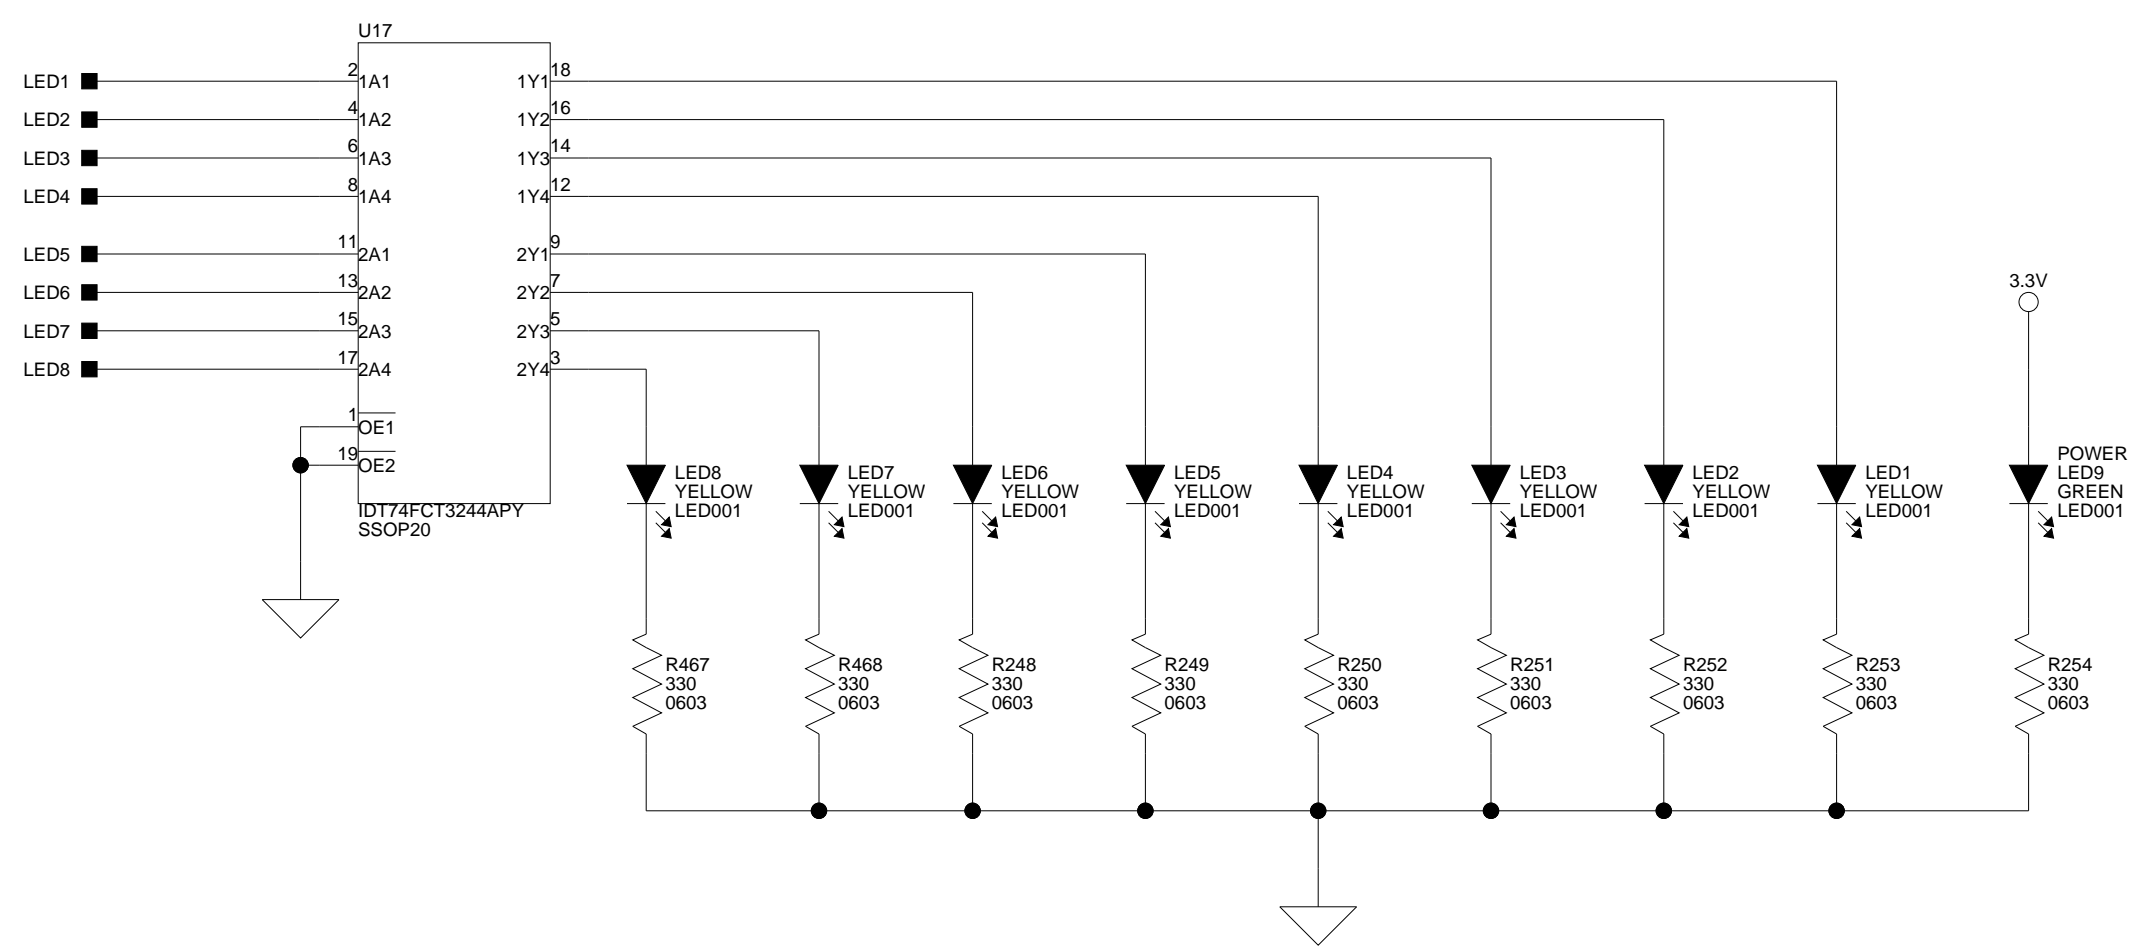 U17
LED1 2 1A1 1Y1 18
LED2 4 1A2 1Y2 16
LED3 6 1A3 1Y3 14
LED4 8 1A4 1Y4 12
LED5 11 2A1 2Y1 9
LED6 13 2A2 2Y2 7
LED7 15 2A3 2Y3 5
LED8 17 2A4 2Y4 3
1 OE1
19 OE2
IDT74FCT3244APY
SSOP20
3.3V
LED8
YELLOW
LED001
LED7
YELLOW
LED001
LED6
YELLOW
LED001
LED5
YELLOW
LED001
LED4
YELLOW
LED001
LED3
YELLOW
LED001
LED2
YELLOW
LED001
LED1
YELLOW
LED001
POWER
LED9
GREEN
LED001
R467
330
0603
R468
330
0603
R248
330
0603
R249
330
0603
R250
330
0603
R251
330
0603
R252
330
0603
R253
330
0603
R254
330
0603